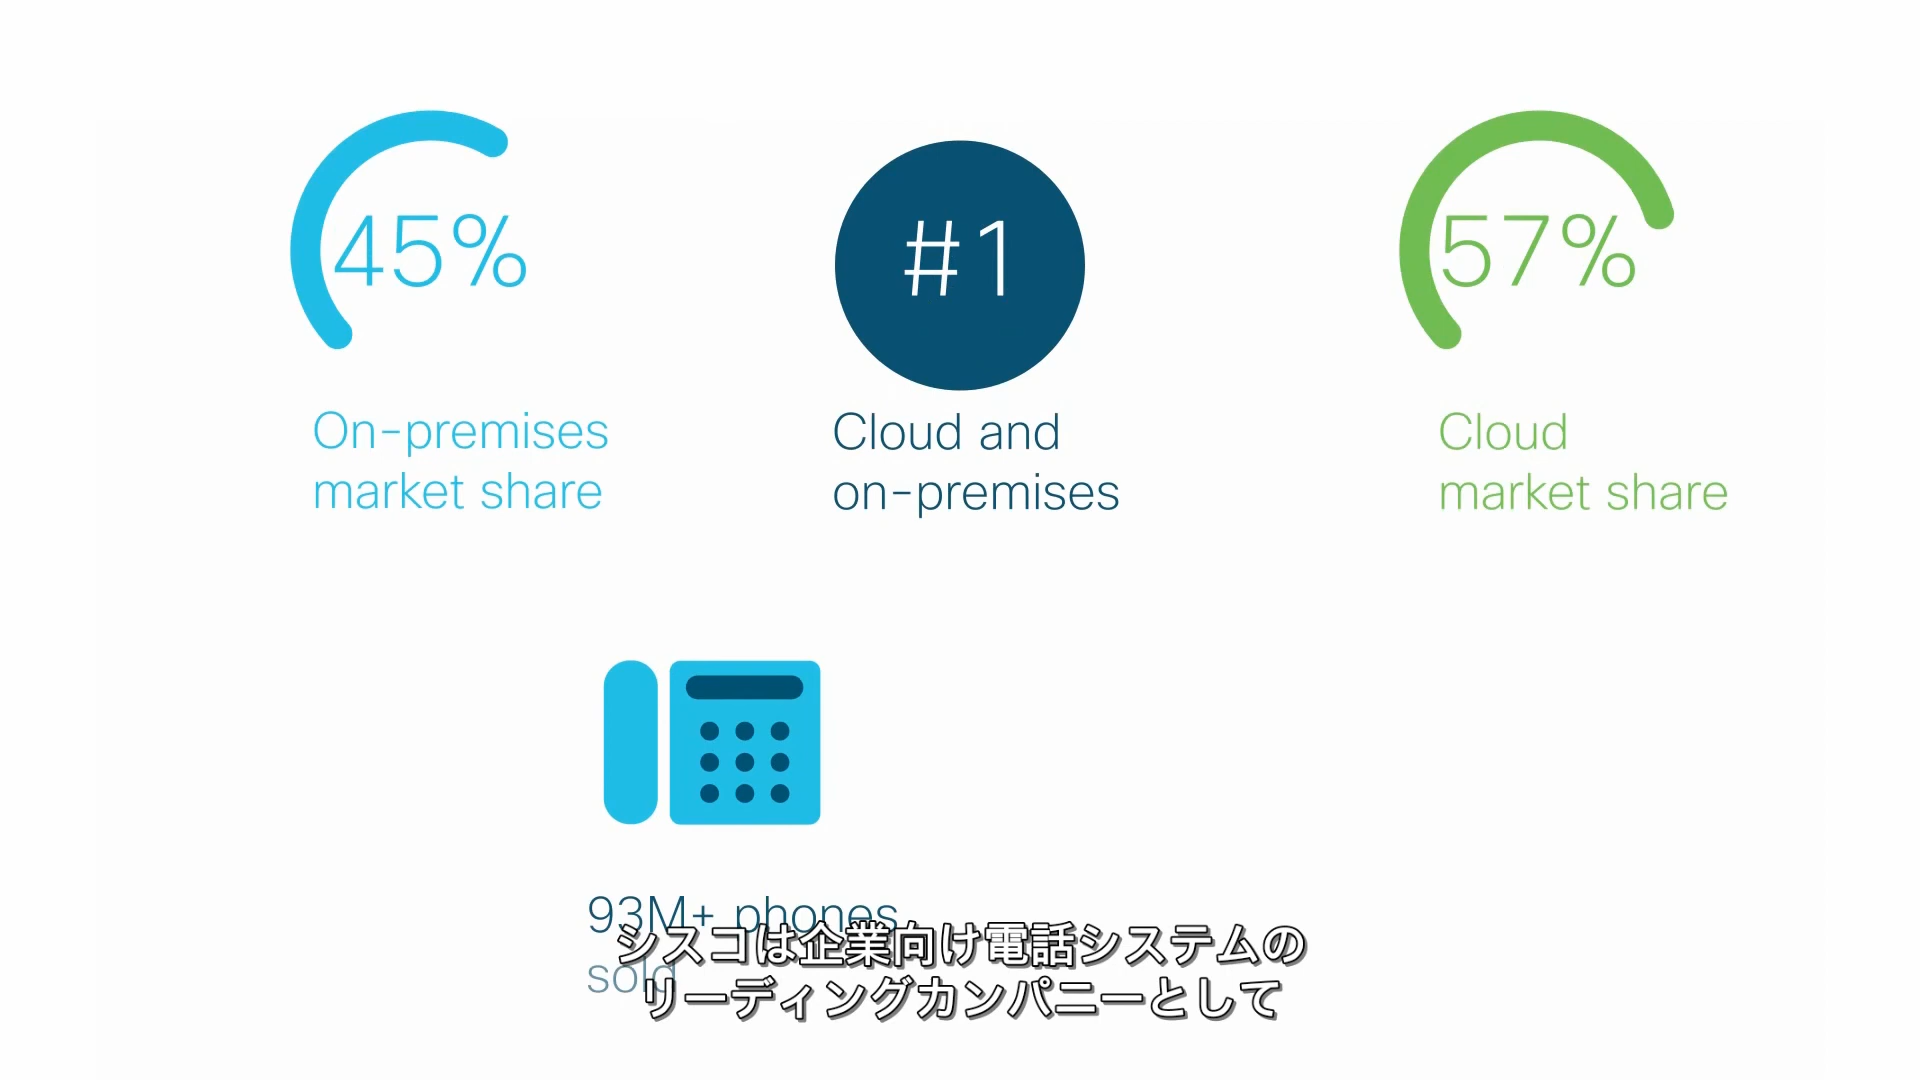 45%
#1
57%
On-premises
market share
Cloud and
on-premises
Cloud
market share
93M+ phones
sold
シスコは企業向け電話システムの
リーディングカンパニーとして